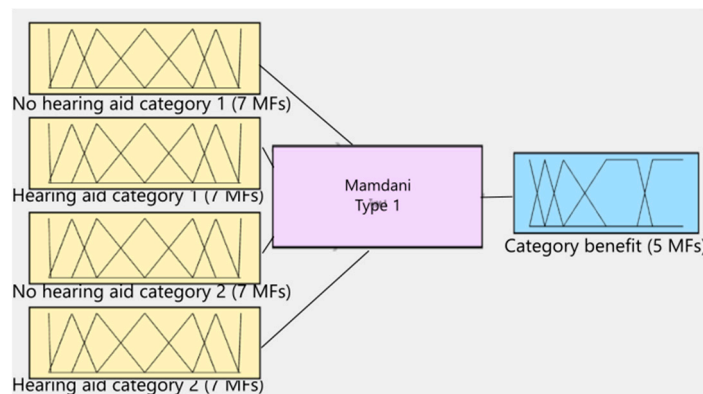 No hearing aid category 1 (7 MFs)
Hearing aid category 1 (7 MFs)
No hearing aid category 2 (7 MFs)
Hearing aid category 2 (7 MFs)
Mamdani
Type 1
Category benefit (5 MFs)